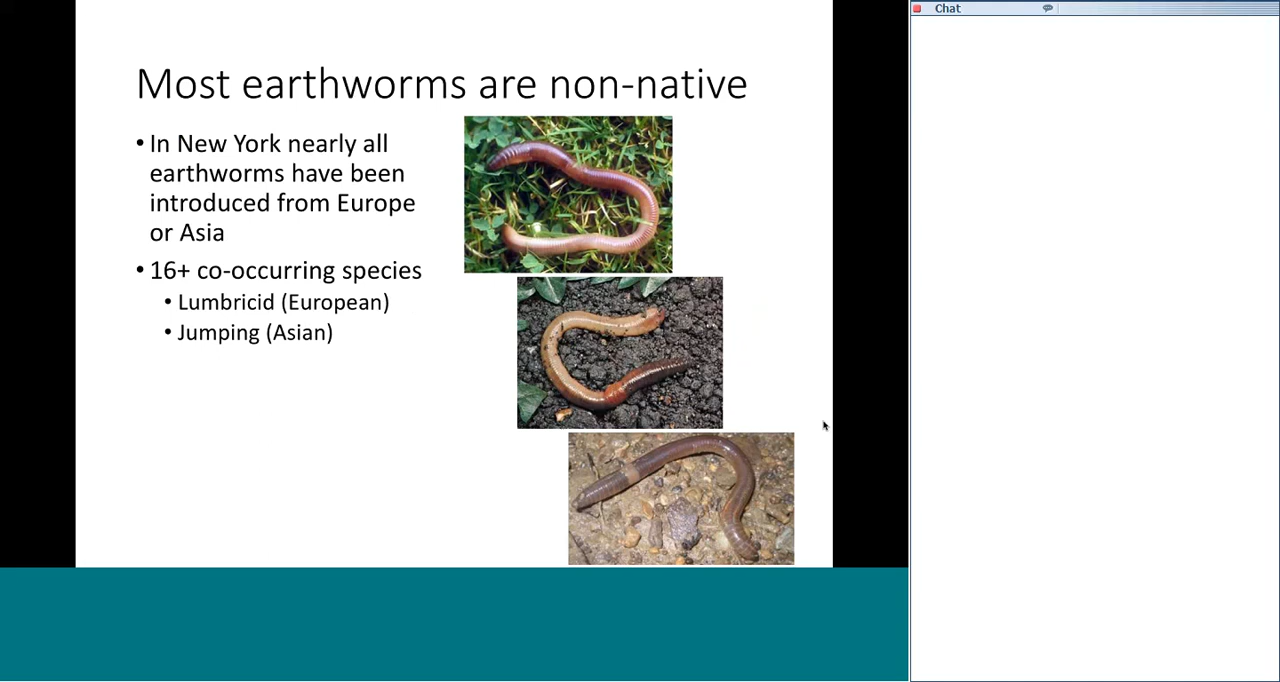 Chat
Most earthworms are non-native
• In New York nearly all
earthworms have been
introduced from Europe
or Asia
• 16+ co-occurring species
• Lumbricid (European)
• Jumping (Asian)